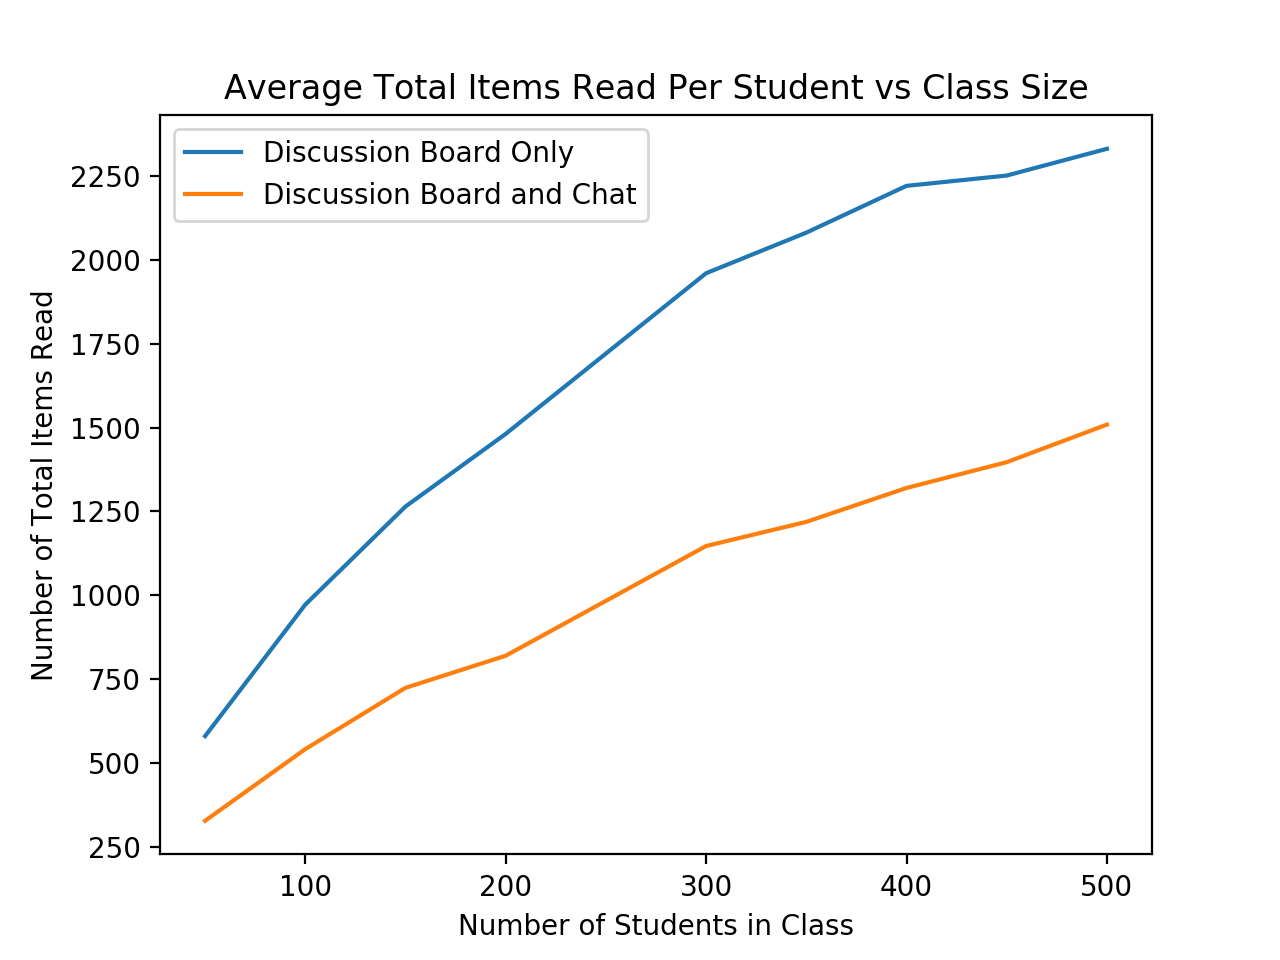 Average Total Items Read Per Student vs Class Size
Discussion Board Only
Discussion Board and Chat
Number of Total Items Read
2250
2000
1750
1500
1250
1000
750
500
250
100 200 300 400 500
Number of Students in Class